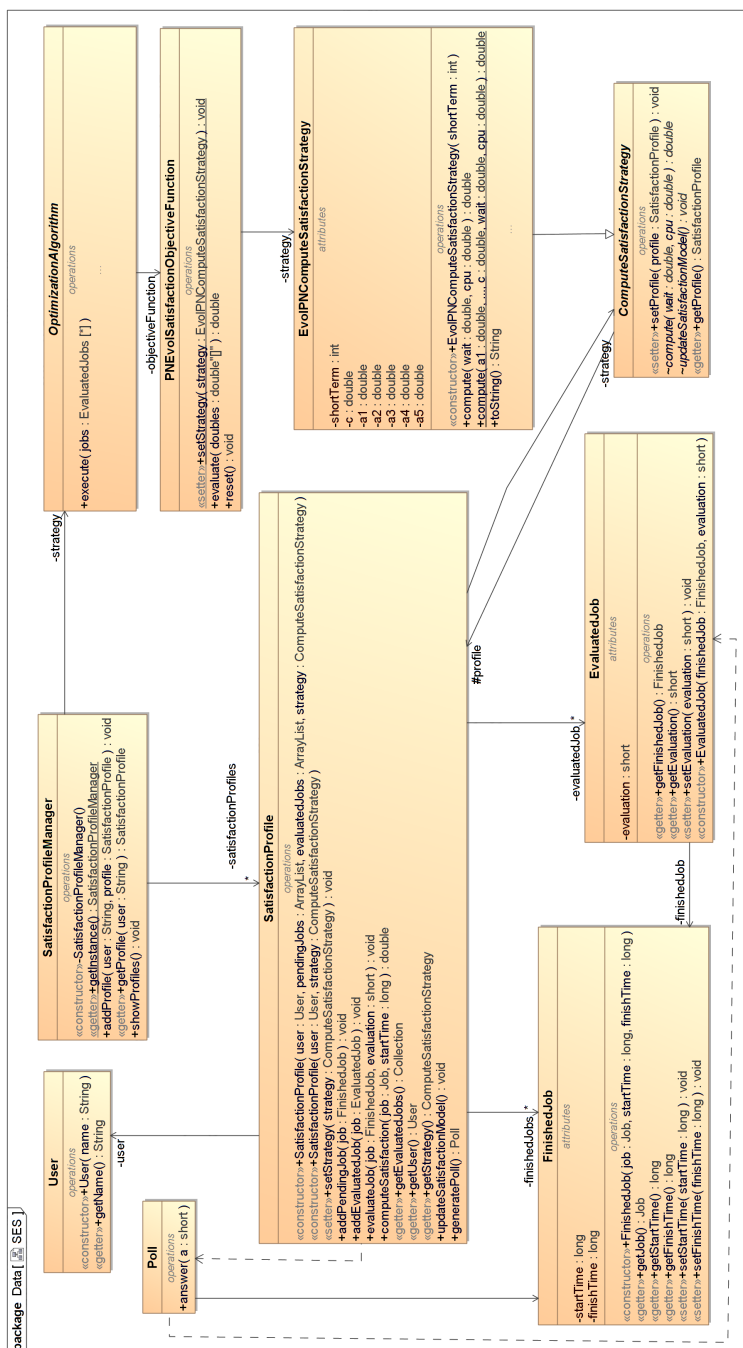 package Data[ SES ]
User
operations
«constructor»+User( name : String )
«getter»+getName() : String
-user
Poll
operations
+answer( a : short )
SatisfactionProfileManager
operations
«constructor»-SatisfactionProfileManager()
«getter»+getInstance() : SatisfactionProfileManager
+addProfile( user : String, profile : SatisfactionProfile ) : void
«getter»+getProfile( user : String ) : SatisfactionProfile
+showProfiles() : void
-strategy
-satisfactionProfiles
*
OptimizationAlgorithm
operations
+execute( jobs : EvaluatedJobs [*] )
...
-objectiveFunction
PNEvolSatisfactionObjectiveFunction
operations
«setter»+setStrategy( strategy : EvolPNComputeSatisfactionStrategy ) : void
+evaluate( doubles : double"[]" ) : double
+reset() : void
-strategy
SatisfactionProfile
operations
«constructor»+SatisfactionProfile( user : User, pendingJobs : ArrayList, evaluatedJobs : ArrayList, strategy : ComputeSatisfactionStrategy )
«constructor»+SatisfactionProfile( user : User, strategy : ComputeSatisfactionStrategy )
«setter»+setStrategy( strategy : ComputeSatisfactionStrategy ) : void
+addPendingJob( job : FinishedJob ) : void
+addEvaluatedJob( job : EvaluatedJob ) : void
+evaluateJob( job : FinishedJob, evaluation : short ) : void
+computeSatisfaction( job : Job, startTime : long ) : double
«getter»+getEvaluatedJobs() : Collection
«getter»+getUser() : User
«getter»+getStrategy() : ComputeSatisfactionStrategy
+updateSatisfactionModel() : void
+generatePoll() : Poll
EvolPNComputeSatisfactionStrategy
attributes
-shortTerm : int
-c : double
-a1 : double
-a2 : double
-a3 : double
-a4 : double
-a5 : double
operations
«constructor»+EvolPNComputeSatisfactionStrategy( shortTerm : int )
+compute( wait : double, cpu : double ) : double
+compute( a1 : double, ... c : double, wait : double, cpu : double ) : double
+toString() : String
...
-finishedJobs
*
-evaluatedJob
*
#profile
-strategy
FinishedJob
attributes
-startTime : long
-finishTime : long
operations
«constructor»+FinishedJob( job : Job, startTime : long, finishTime : long )
«getter»+getJob() : Job
«getter»+getStartTime() : long
«getter»+getFinishTime() : long
«setter»+setStartTime( startTime : long ) : void
«setter»+setFinishTime( finishTime : long ) : void
-finishedJob
EvaluatedJob
attributes
-evaluation : short
operations
«getter»+getFinishedJob() : FinishedJob
«getter»+getEvaluation() : short
«setter»+setEvaluation( evaluation : short ) : void
«constructor»+EvaluatedJob( finishedJob : FinishedJob, evaluation : short )
ComputeSatisfactionStrategy
operations
«setter»+setProfile( profile : SatisfactionProfile ) : void
~compute( wait : double, cpu : double ) : double
~updateSatisfactionModel() : void
«getter»+getProfile() : SatisfactionProfile